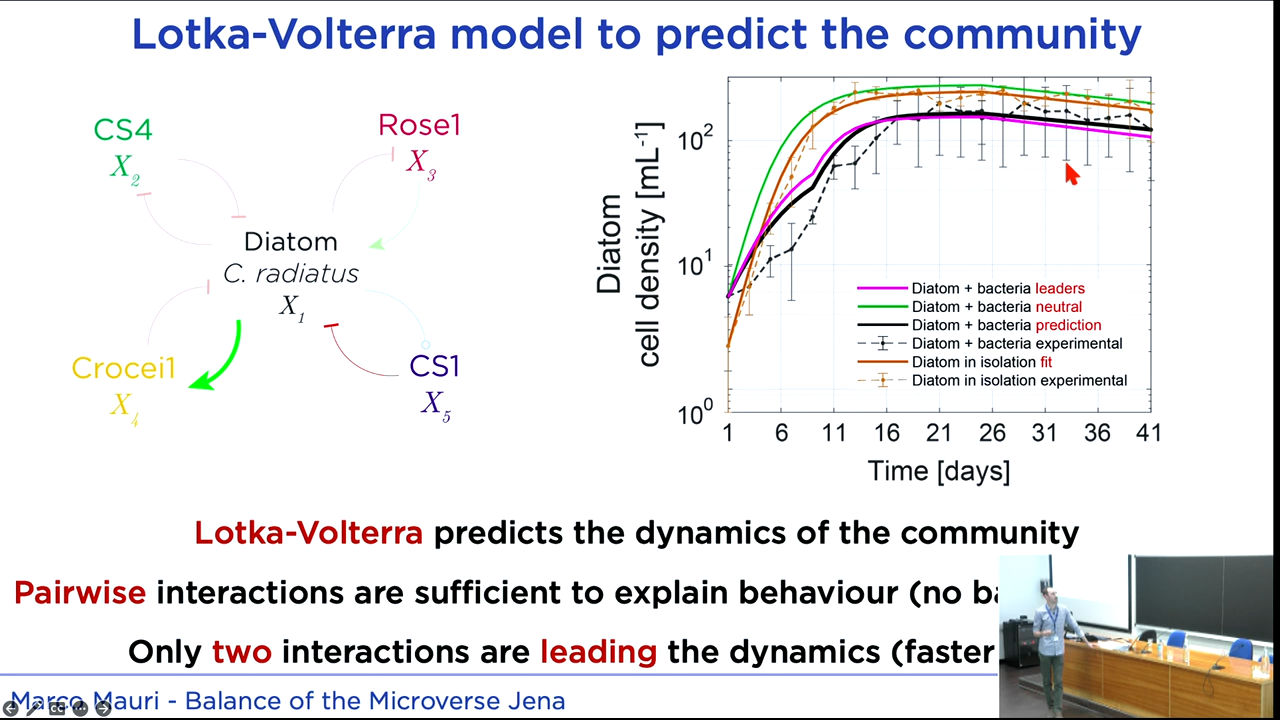 Lotka-Volterra model to predict the community
CS4
X2
Rose1
X3
Diatom
C. radiatus
X1
Crocei1
X4
CS1
X5
Diatom
cell density [mL-1]
10^2
10^1
10^0
Diatom + bacteria leaders
Diatom + bacteria neutral
Diatom + bacteria prediction
Diatom + bacteria experimental
Diatom in isolation fit
Diatom in isolation experimental
1 6 11 16 21 26 31 36 41
Time [days]
Lotka-Volterra predicts the dynamics of the community
Pairwise interactions are sufficient to explain behaviour (no ba
Only two interactions are leading the dynamics (faster
Marco Mauri - Balance of the Microverse Jena